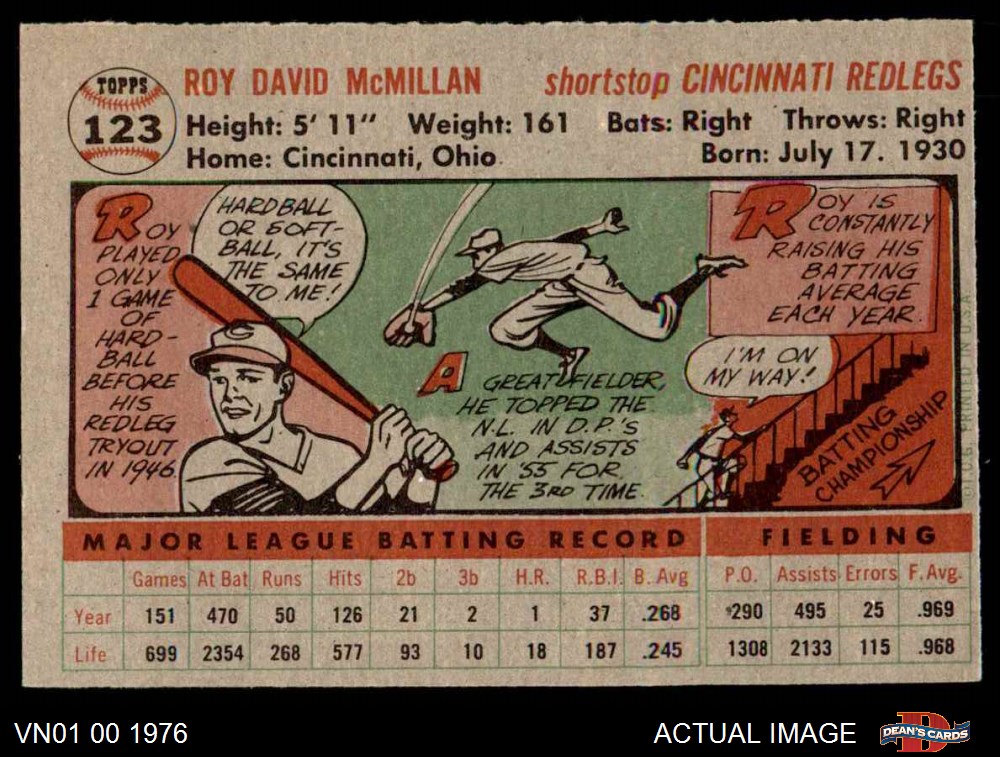 TOPPS
123
ROY DAVID McMILLAN shortstop CINCINNATI REDLEGS
Height: 5' 11" Weight: 161 Bats: Right Throws: Right
Home: Cincinnati, Ohio. Born: July 17. 1930
ROY
PLAYED
ONLY
1 GAME
OF
HARD-
BALL
BEFORE
HIS
REDLEG
TRYOUT
IN 1946.
HARDBALL
OR SOFT-
BALL, IT'S
THE SAME
TO ME!
C
A GREAT FIELDER,
HE TOPPED THE
N.L. IN D.P.'S
AND ASSISTS
IN '55 FOR
THE 3RD TIME.
ROY IS
CONSTANTLY
RAISING HIS
BATTING
AVERAGE
EACH YEAR.
I'M ON
MY WAY!
BATTING
CHAMPIONSHIP
©T.C.G. PRINTED IN U.S.A.
MAJOR LEAGUE BATTING RECORD FIELDING
Games At Bat Runs Hits 2b 3b H.R. R.B.I. B. Avg P.O. Assists Errors F. Avg.
Year 151 470 50 126 21 2 1 37 .268 *290 495 25 .969
Life 699 2354 268 577 93 10 18 187 .245 1308 2133 115 .968
VN01 00 1976 ACTUAL IMAGE D DEAN'S CARDS